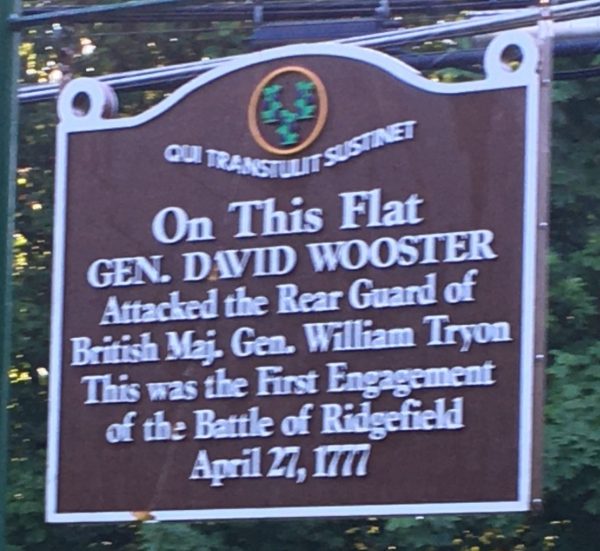 QUI TRANSTULIT SUSTINET
On This Flat
GEN. DAVID WOOSTER
Attacked the Rear Guard of
British Maj. Gen. William Tryon
This was the First Engagement
of the Battle of Ridgefield
April 27, 1777